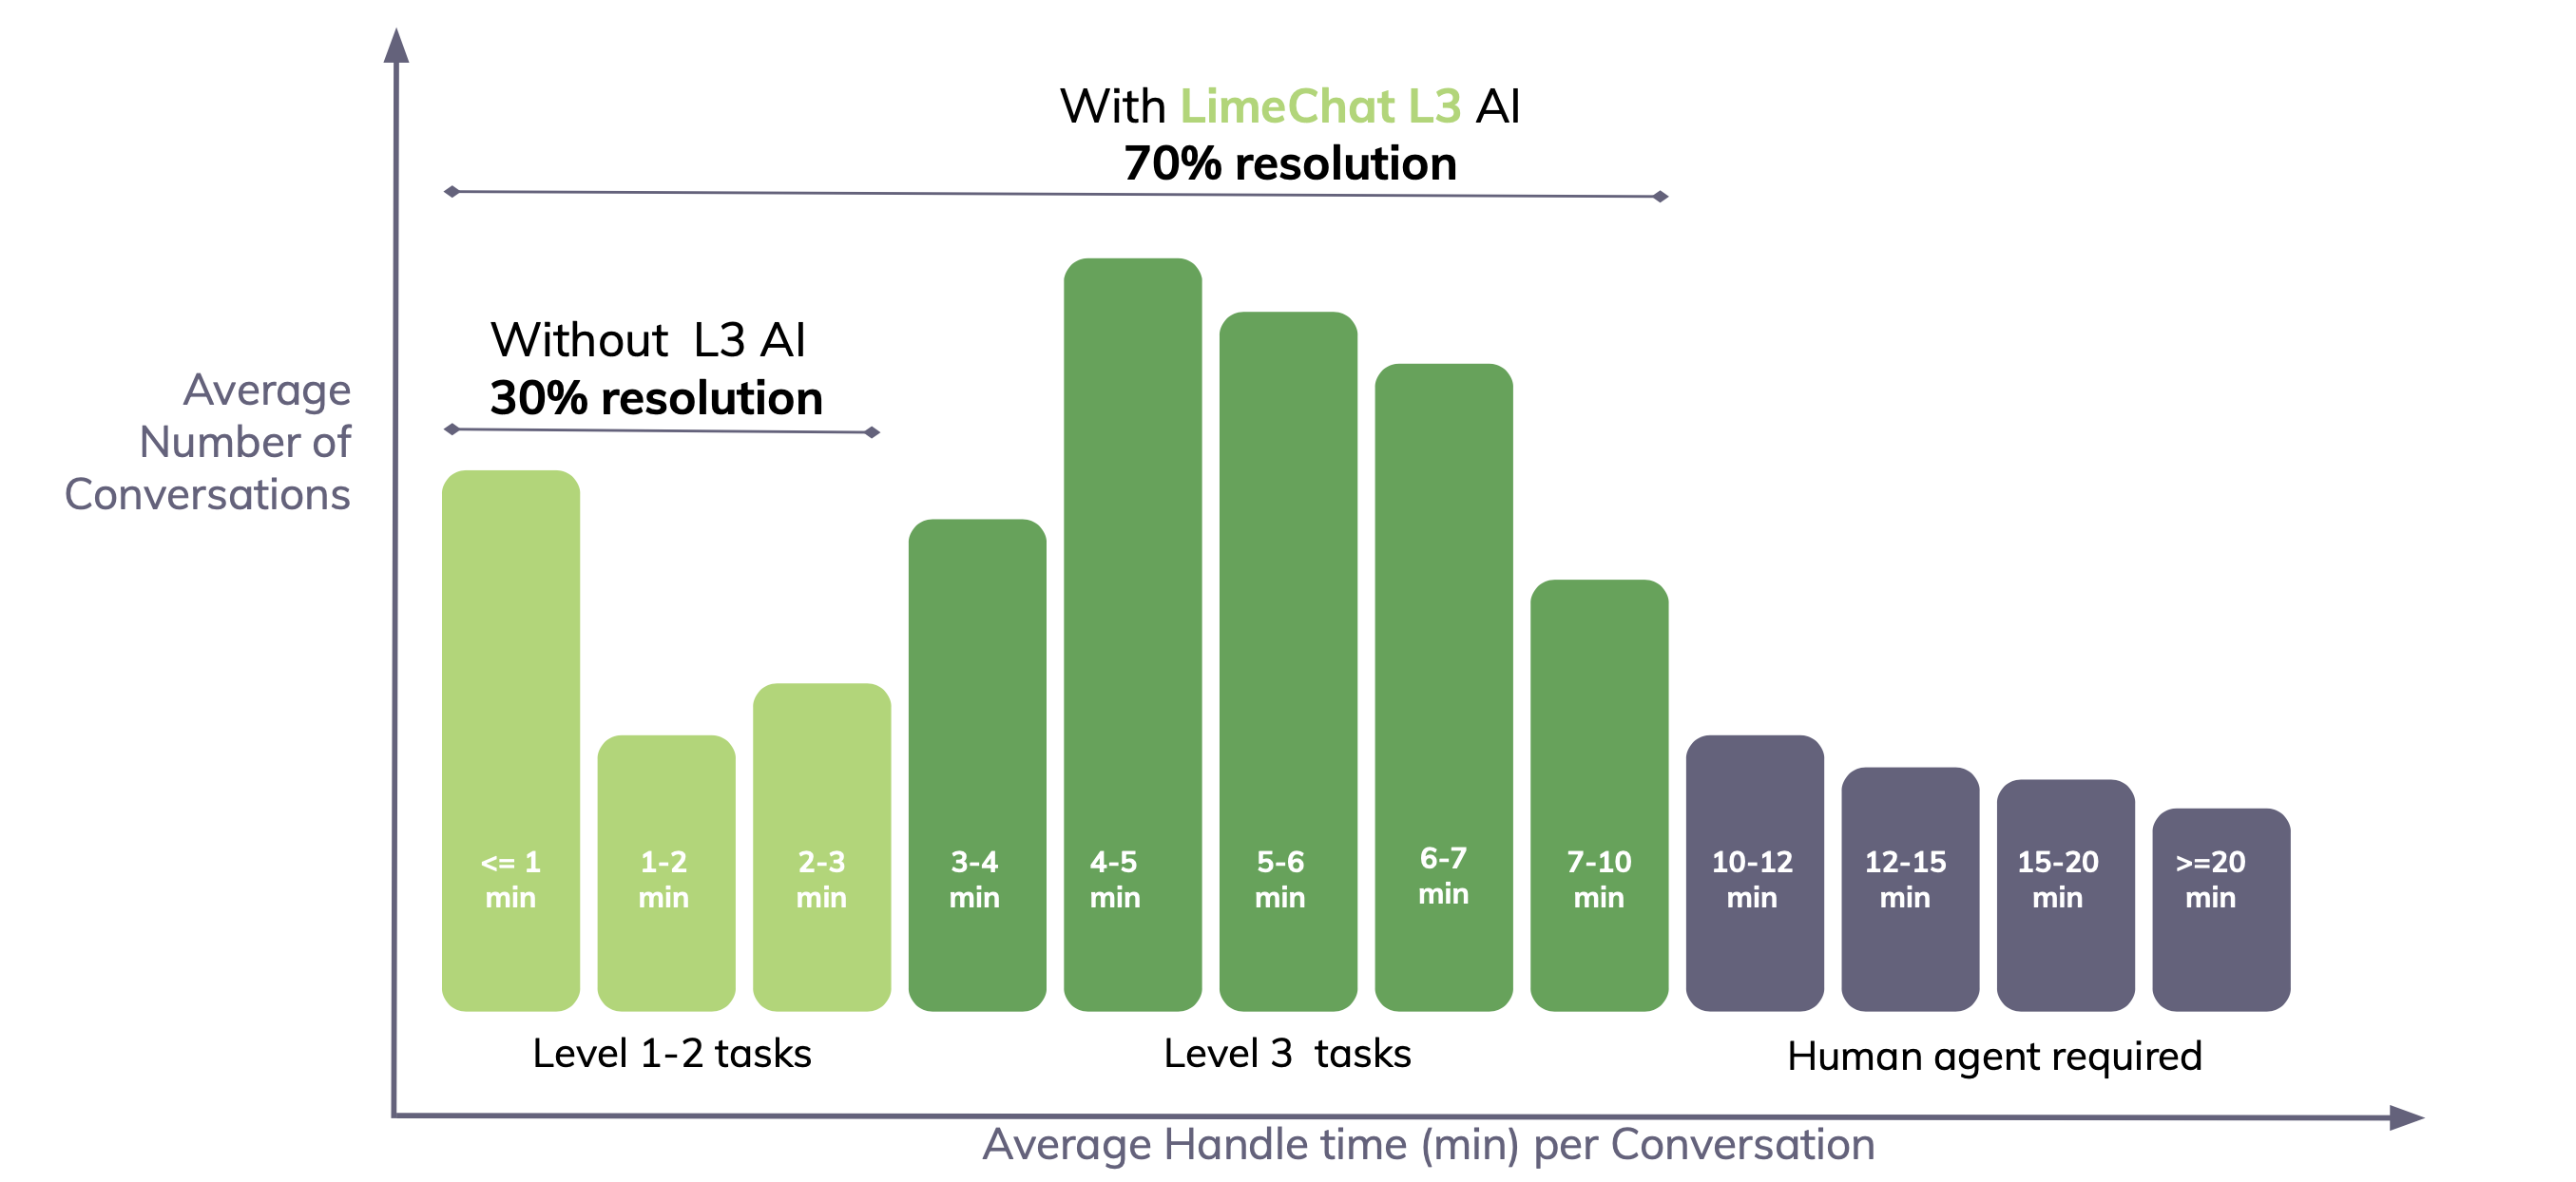 With LimeChat L3 AI
70% resolution
Without L3 AI
30% resolution
Average
Number of
Conversations
<= 1
min
1-2
min
2-3
min
3-4
min
4-5
min
5-6
min
6-7
min
7-10
min
10-12
min
12-15
min
15-20
min
>=20
min
Level 1-2 tasks
Level 3 tasks
Human agent required
Average Handle time (min) per Conversation